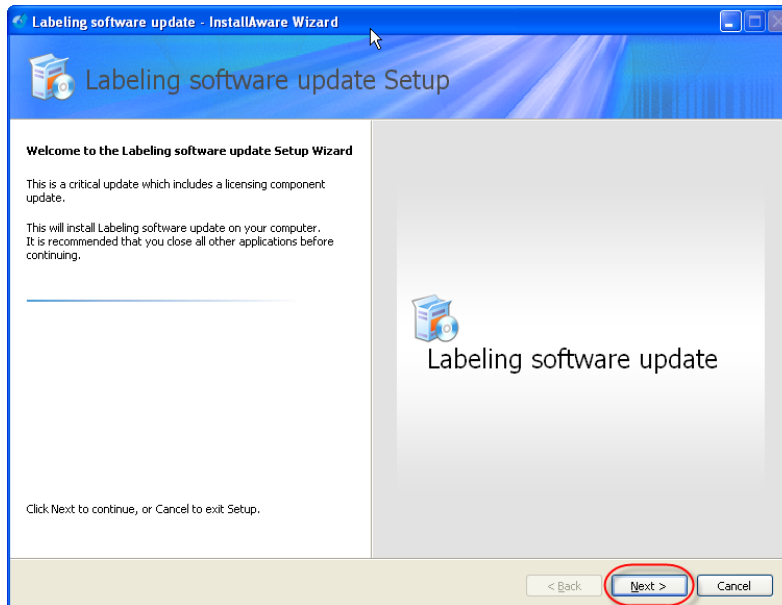 Labeling software update - InstallAware Wizard
Labeling software update Setup
Welcome to the Labeling software update Setup Wizard
This is a critical update which includes a licensing component
update.
This will install Labeling software update on your computer.
It is recommended that you close all other applications before
continuing.
Labeling software update
Click Next to continue, or Cancel to exit Setup.
< Back
Next >
Cancel